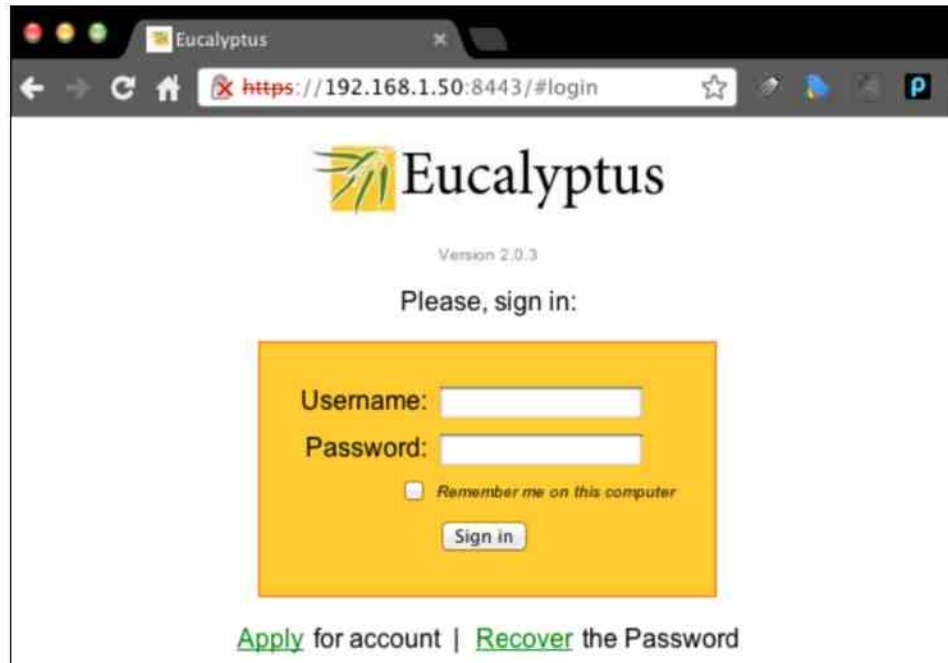 Eucalyptus
https://192.168.1.50:8443/#login
Eucalyptus
Version 2.0.3
Please, sign in:
Username:
Password:
Remember me on this computer
Sign in
Apply for account | Recover the Password